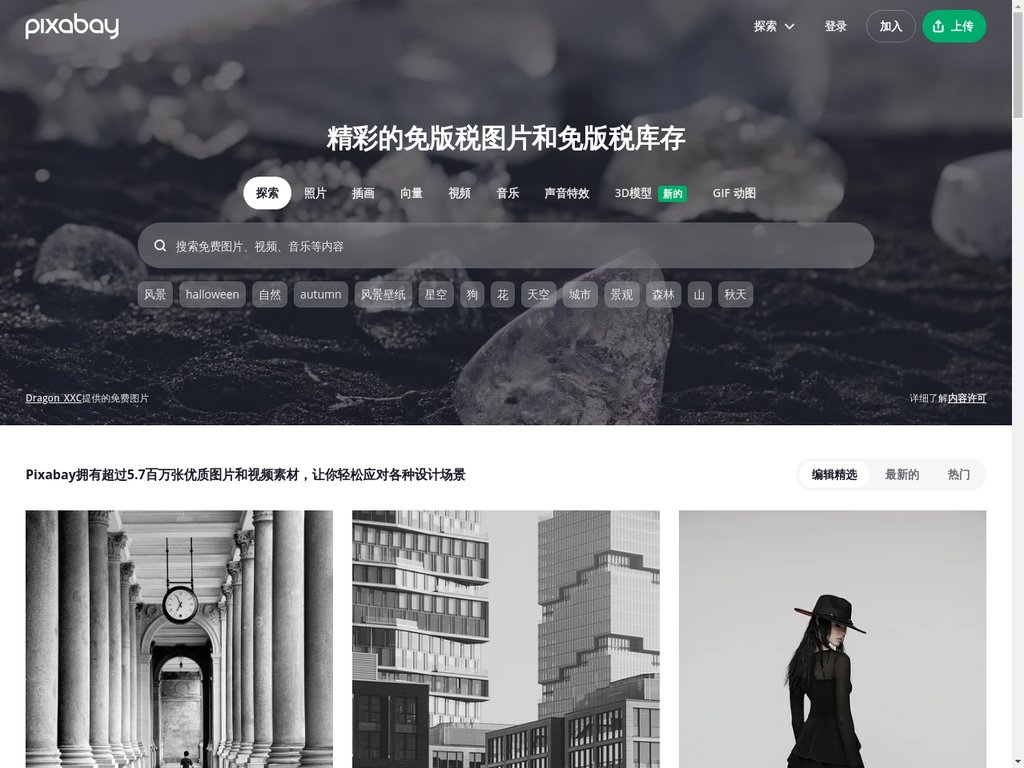 pixabay
探索
登录
加入
上传
精彩的免版税图片和免版税库存
探索
照片
插画
向量
视频
音乐
声音特效
3D模型 新的
GIF 动图
搜索免费图片、视频、音乐等内容
风景
halloween
自然
autumn
风景壁纸
星空
狗
花
天空
城市
景观
森林
山
秋天
Dragon_XXC提供的免费图片
详细了解内容许可
Pixabay拥有超过5.7百万张优质图片和视频素材，让你轻松应对各种设计场景
编辑精选
最新的
热门